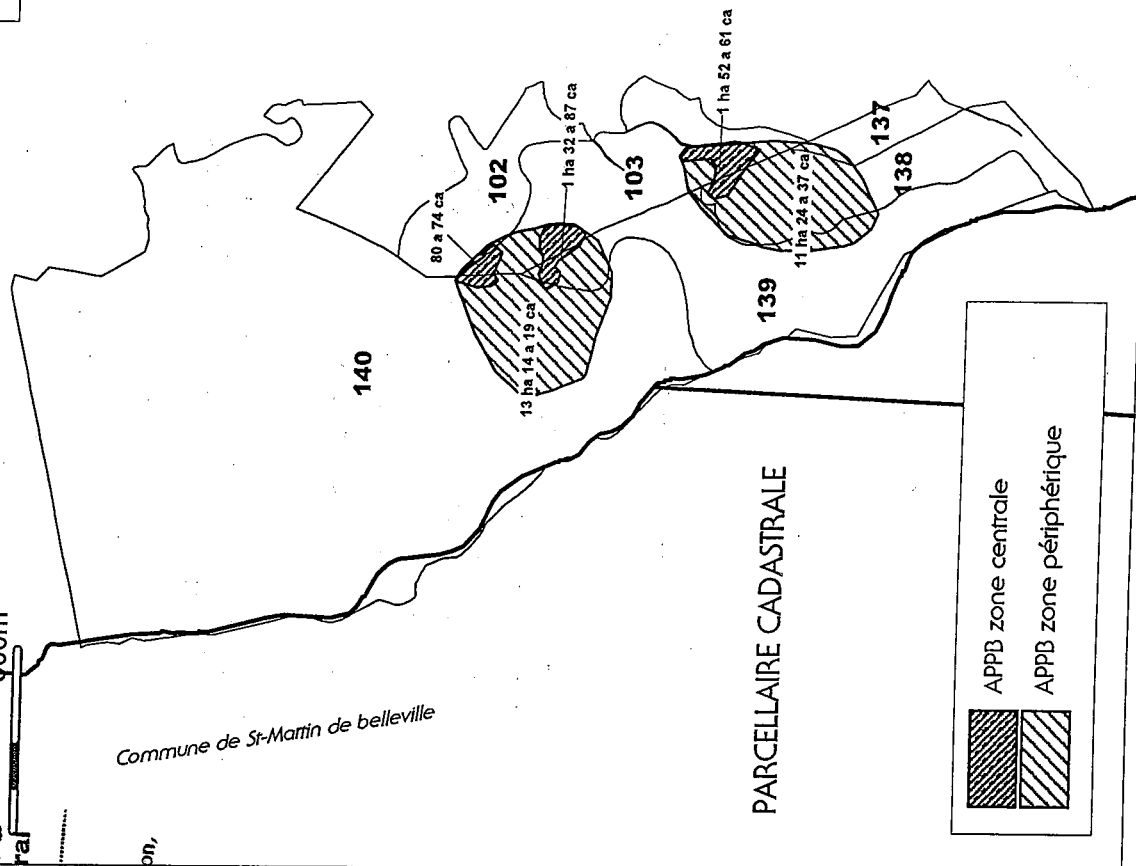 ral
on,
Commune de St-Martin de belleville
140
102
103
80 a 74 ca
1 ha 32 a 87 ca
13 ha 14 a 19 ca
1 ha 52 a 61 ca
11 ha 24 a 37 ca
137
138
139
PARCELLAIRE CADASTRALE
APPB zone centrale
APPB zone périphérique